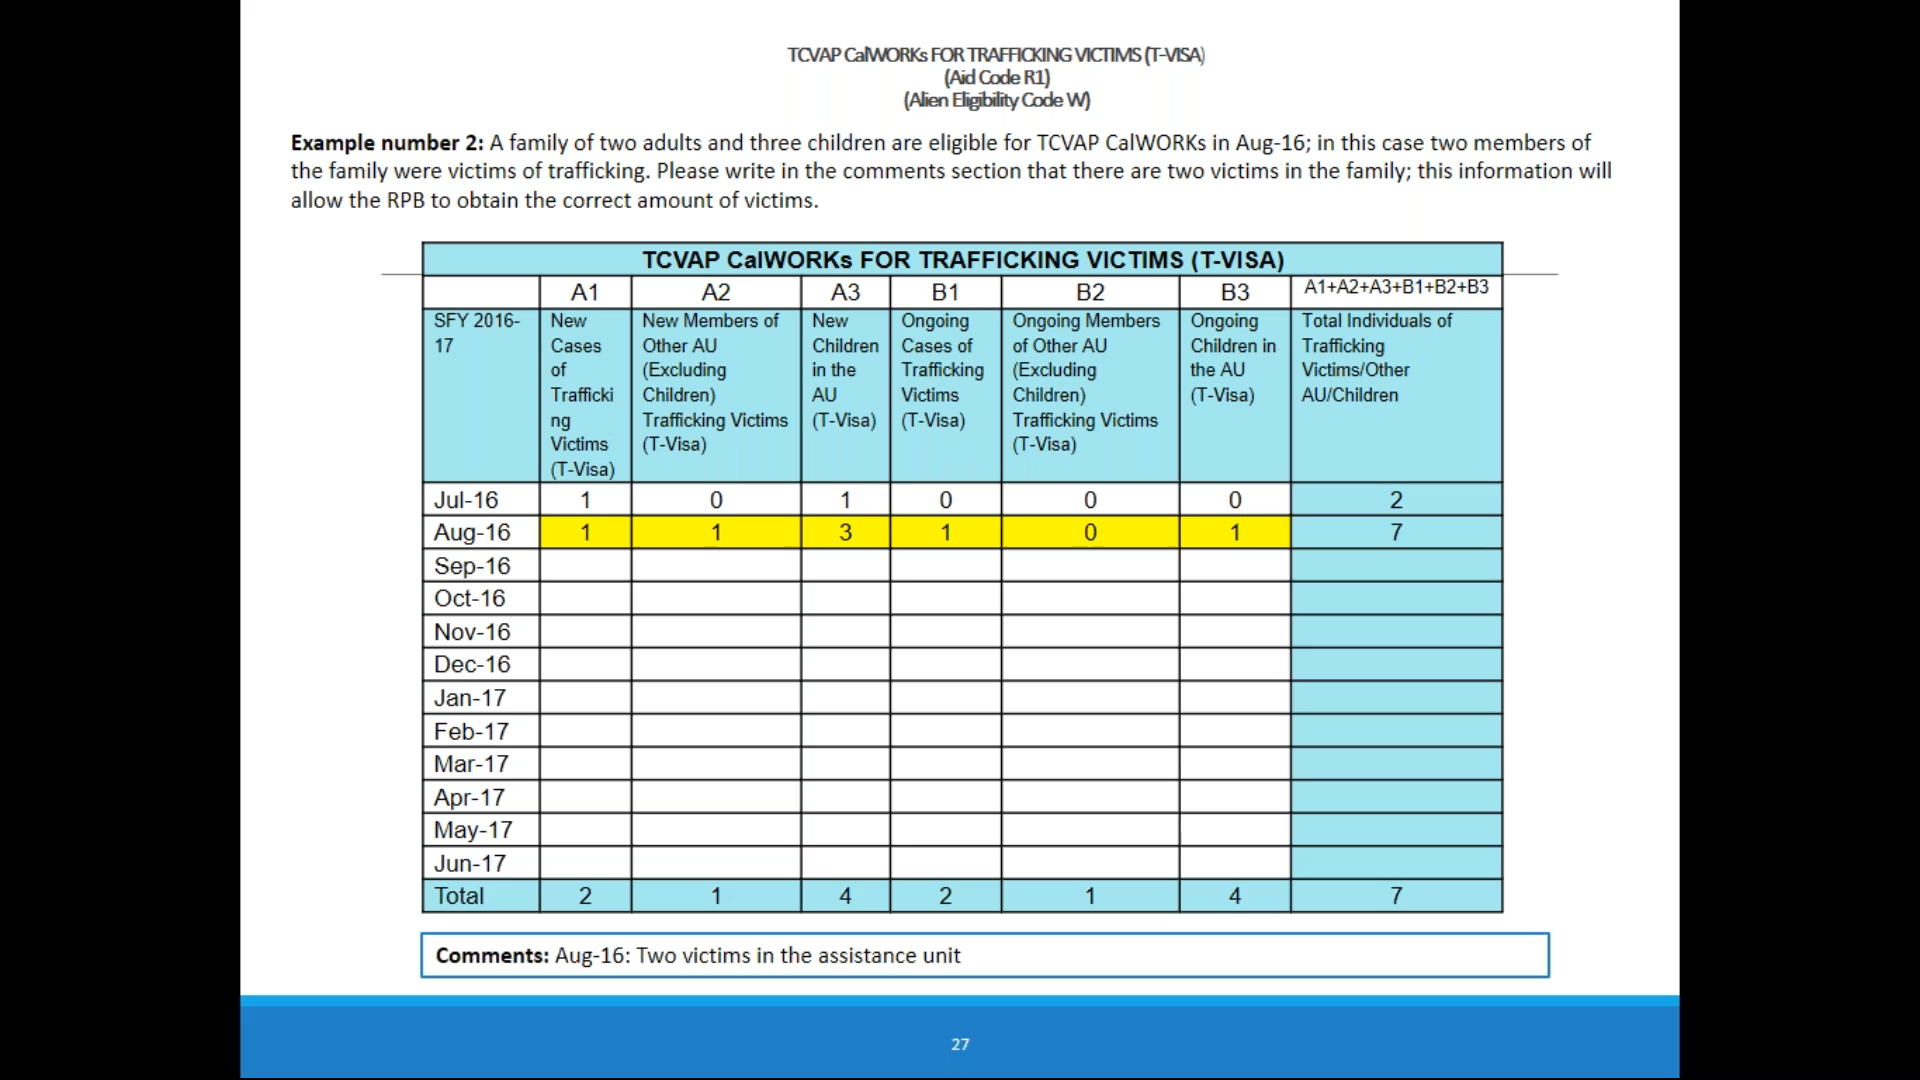 TCVAP CalWORKs FOR TRAFFICKING VICTIMS (T-VISA)
(Aid Code R1)
(Alien Eligibility Code W)
Example number 2: A family of two adults and three children are eligible for TCVAP CalWORKs in Aug-16; in this case two members of
the family were victims of trafficking. Please write in the comments section that there are two victims in the family; this information will
allow the RPB to obtain the correct amount of victims.
TCVAP CalWORKs FOR TRAFFICKING VICTIMS (T-VISA)
A1 A2 A3 B1 B2 B3 A1+A2+A3+B1+B2+B3
SFY 2016-
17
New
Cases
of
Trafficki
ng
Victims
(T-Visa)
New Members of
Other AU
(Excluding
Children)
Trafficking Victims
(T-Visa)
New
Children
in the
AU
(T-Visa)
Ongoing
Cases of
Trafficking
Victims
(T-Visa)
Ongoing Members
of Other AU
(Excluding
Children)
Trafficking Victims
(T-Visa)
Ongoing
Children in
the AU
(T-Visa)
Total Individuals of
Trafficking
Victims/Other
AU/Children
Jul-16 1 0 1 0 0 0 2
Aug-16 1 1 3 1 0 1 7
Sep-16
Oct-16
Nov-16
Dec-16
Jan-17
Feb-17
Mar-17
Apr-17
May-17
Jun-17
Total 2 1 4 2 1 4 7
Comments: Aug-16: Two victims in the assistance unit
27